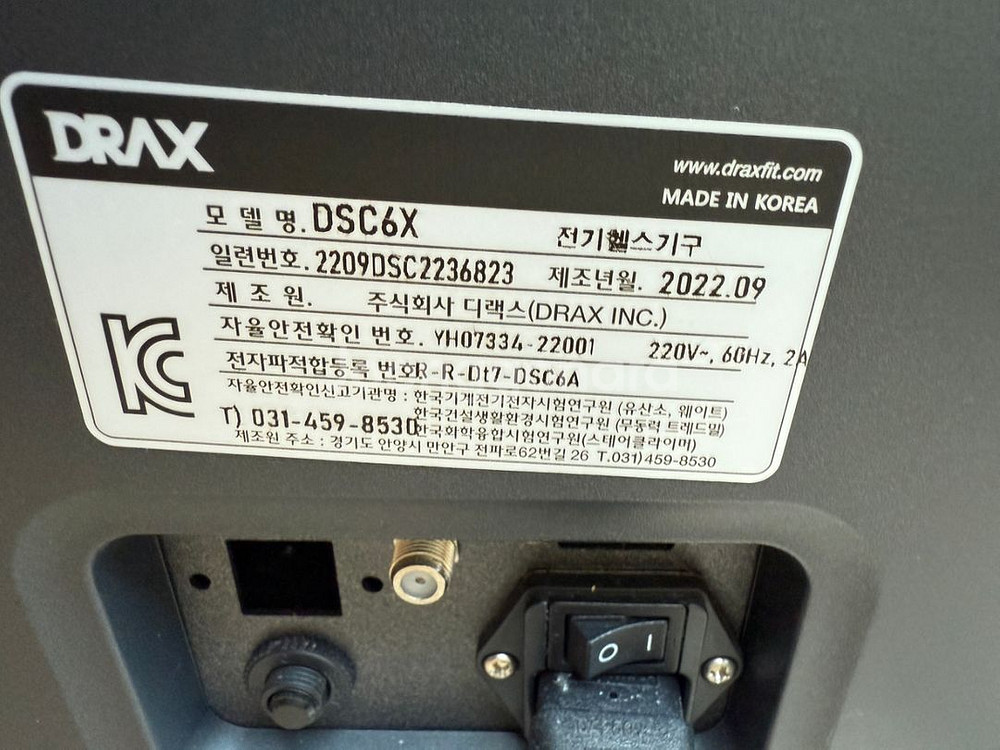 DRAX
www.draxfit.com
MADE IN KOREA
모 델 명. DSC6X 전기헬스기구
일련번호. 2209DSC2236823 제조년월. 2022.09
제 조 원. 주식회사 디랙스(DRAX INC.)
자율안전확인 번호. YH07334-22001 220V~, 60Hz, 2A
전자파적합등록 번호R-R-Dt7-DSC6A
자율안전확인신고기관명 : 한국기계전기전자시험연구원 (유산소, 웨이트)
한국건설생활환경시험연구원 (무동력 트레드밀)
T) 031-459-8530 한국화학융합시험연구원(스테어클라이머)
제조원 주소 : 경기도 안양시 만안구 전파로62번길 26 T.031)459-8530
O I